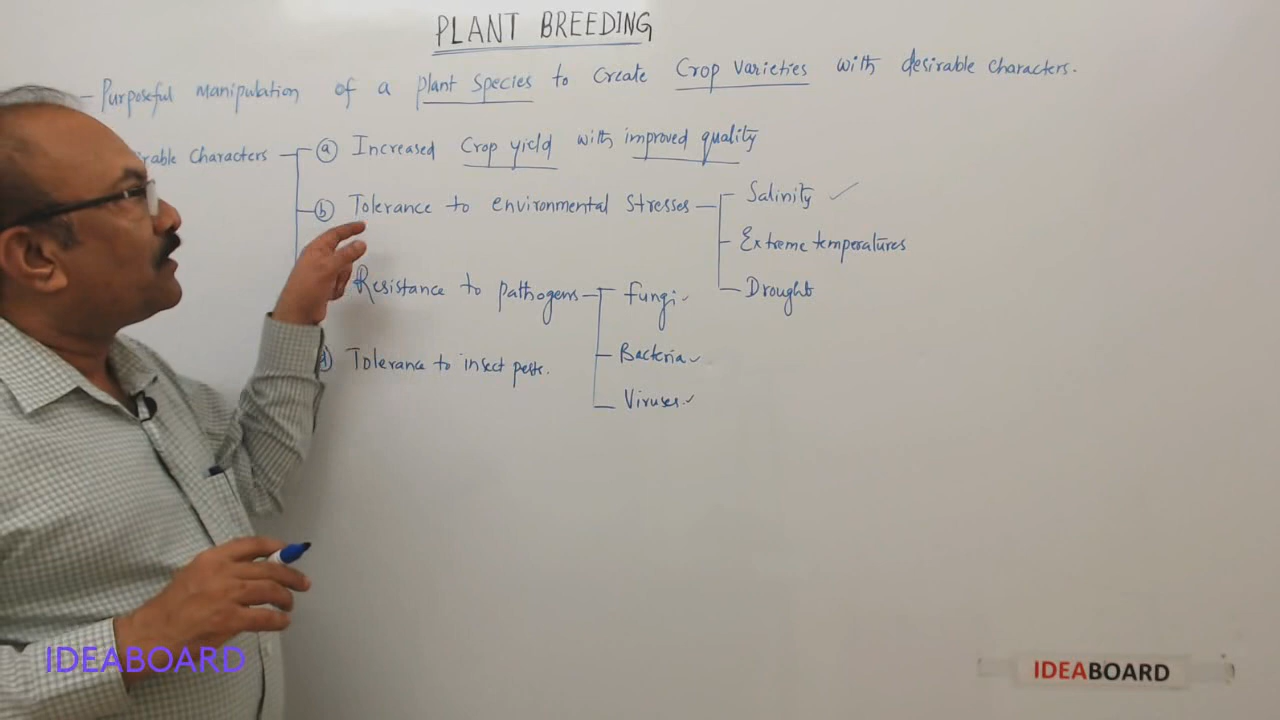 PLANT BREEDING
– Purposeful manipulation of a plant species to create crop varieties with desirable characters.
rable characters
(a) Increased crop yield with improved quality
(b) Tolerance to environmental stresses
Salinity ✓
Extreme temperatures
Drought
Resistance to pathogens
Fungi ✓
Bacteria ✓
Viruses ✓
(d) Tolerance to insect pests.
IDEABOARD
IDEABOARD